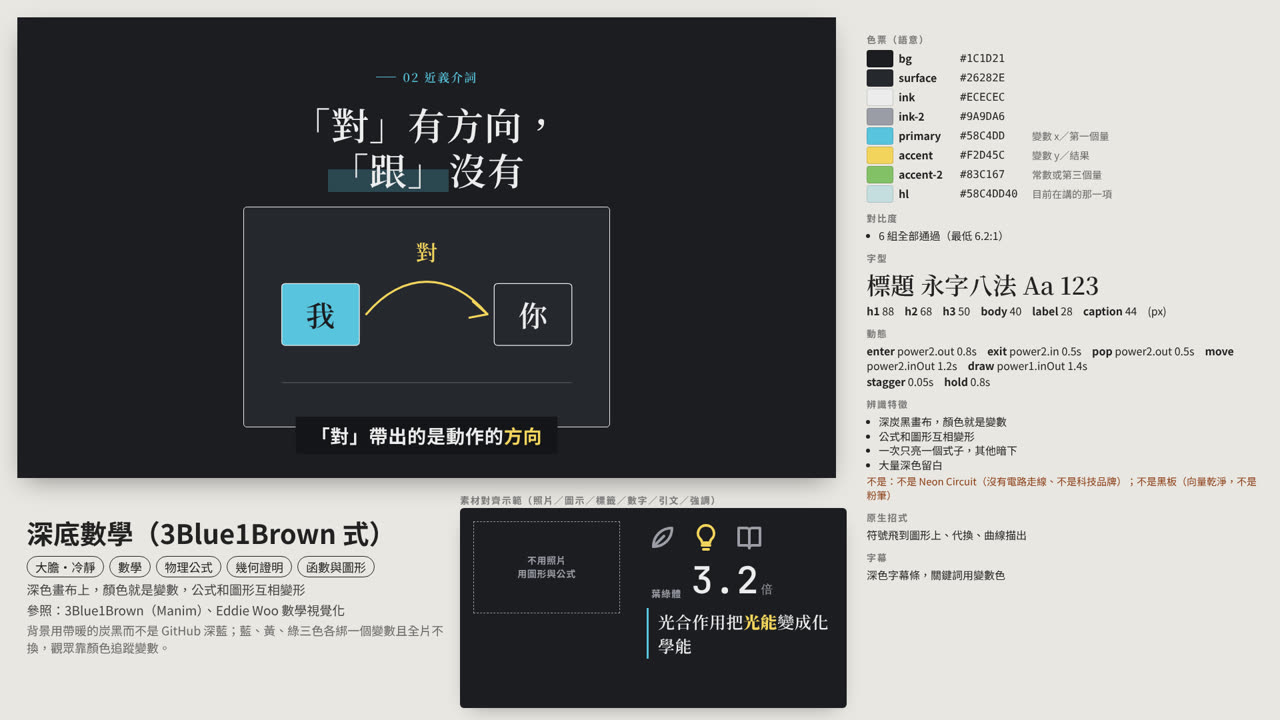 02 近義介詞
「對」有方向，
「跟」沒有
對
我
你
「對」帶出的是動作的方向
深底數學（3Blue1Brown 式）
大膽・冷靜
數學
物理公式
幾何證明
函數與圖形
深色畫布上，顏色就是變數，公式和圖形互相變形
參照：3Blue1Brown（Manim）、Eddie Woo 數學視覺化
背景用帶暖的炭黑而不是 GitHub 深藍；藍、黃、綠三色各綁一個變數且全片不
換，觀眾靠顏色追蹤變數。
素材對齊示範（照片／圖示／標籤／數字／引文／強調）
不用照片
用圖形與公式
葉綠體 3.2倍
光合作用把光能變成化
學能
色票（語意）
bg #1C1D21
surface #26282E
ink #ECECEC
ink-2 #9A9DA6
primary #58C4DD 變數 x／第一個量
accent #F2D45C 變數 y／結果
accent-2 #83C167 常數或第三個量
hl #58C4DD40 目前在講的那一項
對比度
6 組全部通過（最低 6.2:1）
字型
標題 永字八法 Aa 123
h1 88 h2 68 h3 50 body 40 label 28 caption 44 (px)
動態
enter power2.out 0.8s exit power2.in 0.5s pop power2.out 0.5s move
power2.inOut 1.2s draw power1.inOut 1.4s
stagger 0.05s hold 0.8s
辨識特徵
深炭黑畫布，顏色就是變數
公式和圖形互相變形
一次只亮一個式子，其他暗下
大量深色留白
不是：不是 Neon Circuit（沒有電路走線、不是科技品牌）；不是黑板（向量乾淨，不是
粉筆）
原生招式
符號飛到圖形上、代換、曲線描出
字幕
深色字幕條，關鍵詞用變數色